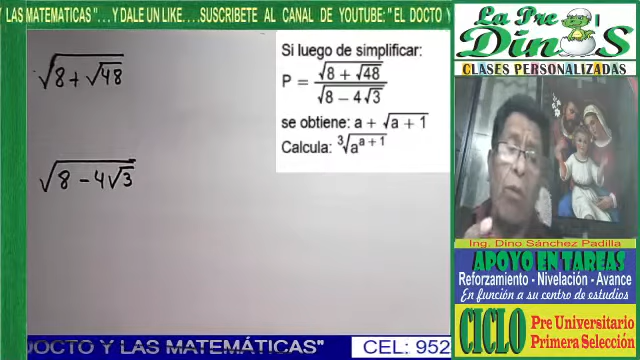 Y LAS MATEMATICAS "...Y DALE UN LIKE....SUSCRIBETE AL CANAL DE YOUTUBE: " EL DOCTO Y
La Pre
DinoS
CLASES PERSONALIZADAS
√(8 + √48)
√(8 - 4√3)
Si luego de simplificar:
P = √(8 + √48) / √(8 - 4√3)
se obtiene: a + √(a + 1)
Calcula: ³√(a^(a + 1))
Ing. Dino Sánchez Padilla
APOYO EN TAREAS
Reforzamiento - Nivelación - Avance
En función a su centro de estudios
CICLO Pre Universitario
Primera Selección
DOCTO Y LAS MATEMÁTICAS"
CEL: 952